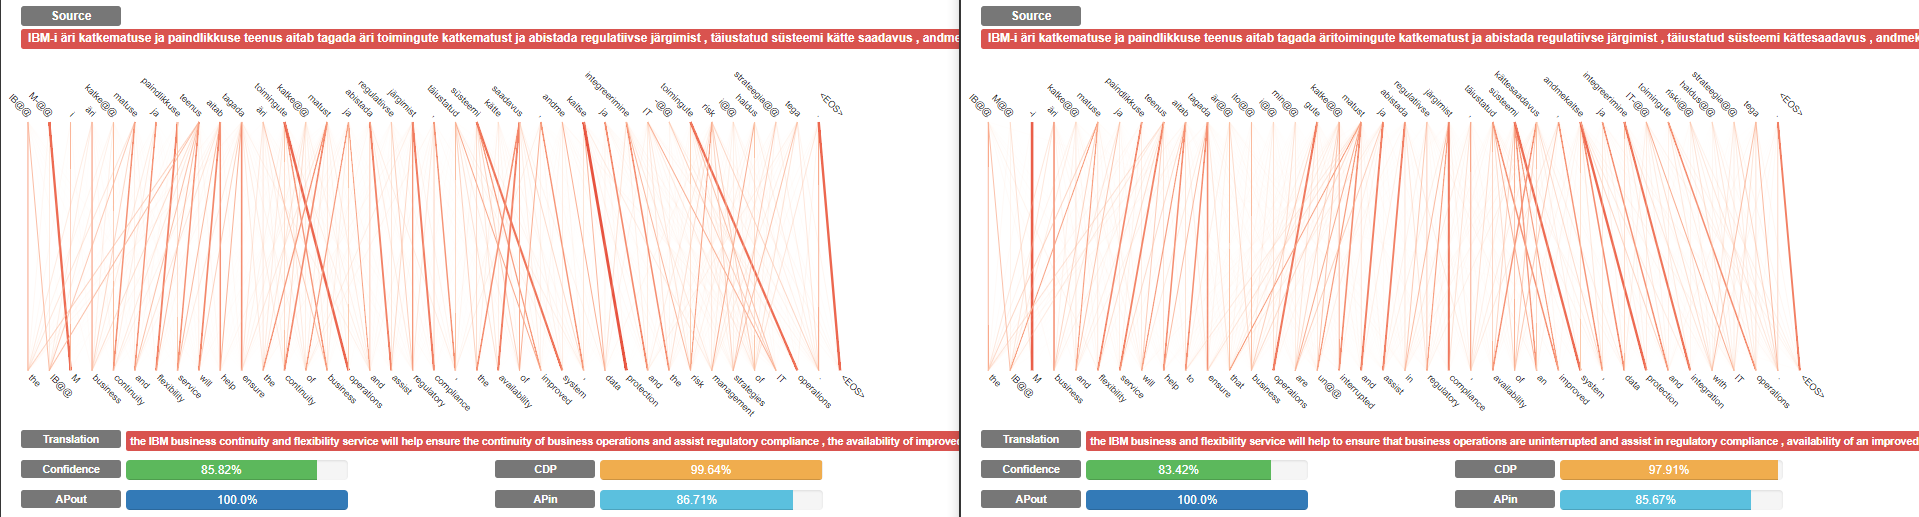 Source
IBM-i äri katkematuse ja paindlikkuse teenus aitab tagada äri toimingute katkematust ja abistada regulatiivse järgimist , täiustatud süsteemi kätte saadavus , andme
IB@@ M-@@ i äri katke@@ matuse ja paindlikkuse teenus aitab tagada äri toimingute katke@@ matust ja abistada regulatiivse järgimist , täiustatud süsteemi kätte saadavus , andme kaitse ja integreerimine IT -@@ toimingute risk i@@ haldus strateegia@@ tega . <EOS>
the IB@@ M business continuity and flexibility service will help ensure the continuity of business operations and assist regulatory compliance , the availability of improved system , data protection and the risk management strategies of IT operations . <EOS>
Translation
the IBM business continuity and flexibility service will help ensure the continuity of business operations and assist regulatory compliance , the availability of improve
Confidence 85.82% CDP 99.64%
APout 100.0% APin 86.71%
Source
IBM-i äri katkematuse ja paindlikkuse teenus aitab tagada äritoimingute katkematust ja abistada regulatiivse järgimist , täiustatud süsteemi kättesaadavus , andmek
IB@@ M@@ -i äri katke@@ matuse ja paindlikkuse teenus aitab tagada äri@@ ito@@ i@@ min@@ gute katke@@ matust ja abistada regulatiivse järgimist , täiustatud süsteemi kättesaadavus , andmekaitse ja integreerimine IT-@@ toimingute riski@@ haldus@@ strateegia@@ tega . <EOS>
the IB@@ M business and flexibility service will help to ensure that business operations are un@@ interrupted and assist in regulatory compliance , availability of an improved system , data protection and integration with IT operations . <EOS>
Translation
the IBM business and flexibility service will help to ensure that business operations are uninterrupted and assist in regulatory compliance , availability of an improved
Confidence 83.42% CDP 97.91%
APout 100.0% APin 85.67%